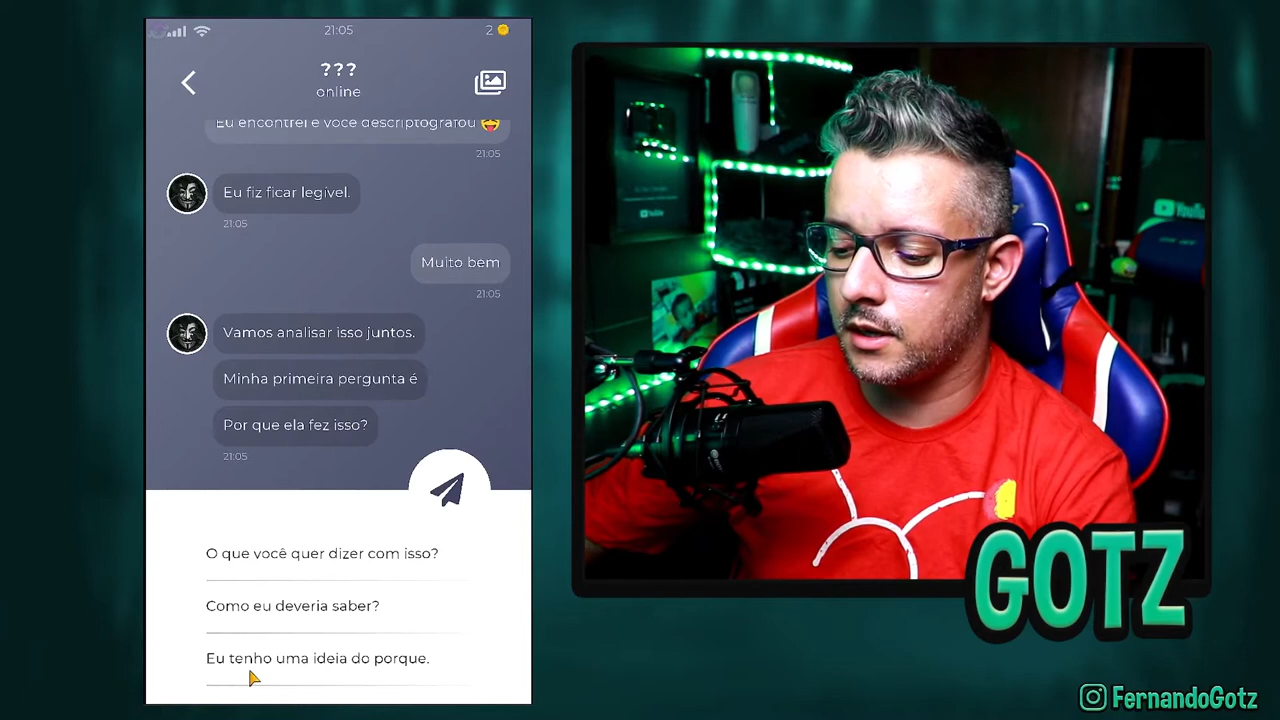 21:05
2
???
online
Eu encontrei e você descriptografou
21:05
Eu fiz ficar legível.
21:05
Muito bem
21:05
Vamos analisar isso juntos.
Minha primeira pergunta é
Por que ela fez isso?
21:05
O que você quer dizer com isso?
Como eu deveria saber?
Eu tenho uma ideia do porque.
YouTube
YouTube
GOTZ
FernandoGotz